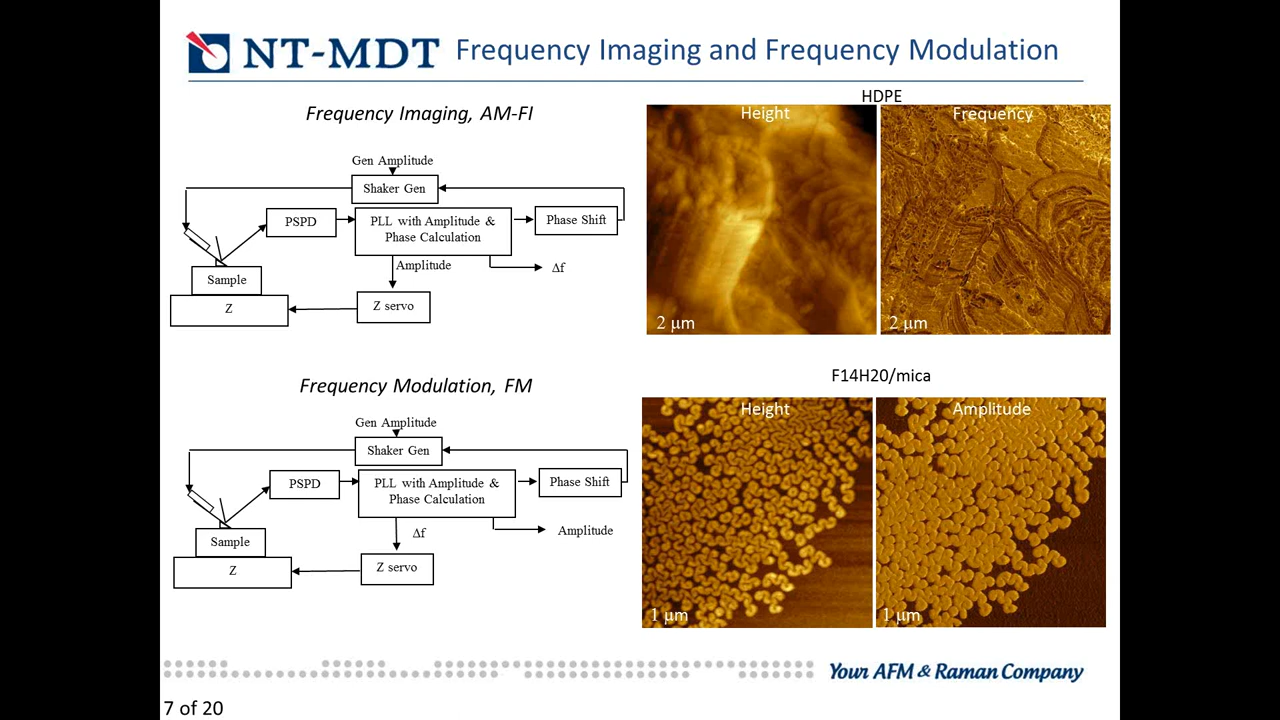 NT-MDT
Frequency Imaging and Frequency Modulation
Frequency Imaging, AM-FI
Gen Amplitude
Shaker Gen
PSPD
PLL with Amplitude &
Phase Calculation
Phase Shift
Amplitude
Δf
Sample
Z
Z servo
HDPE
Height
Frequency
2 μm
2 μm
Frequency Modulation, FM
Gen Amplitude
Shaker Gen
PSPD
PLL with Amplitude &
Phase Calculation
Phase Shift
Δf
Amplitude
Sample
Z
Z servo
F14H20/mica
Height
Amplitude
1 μm
1 μm
Your AFM & Raman Company
7 of 20